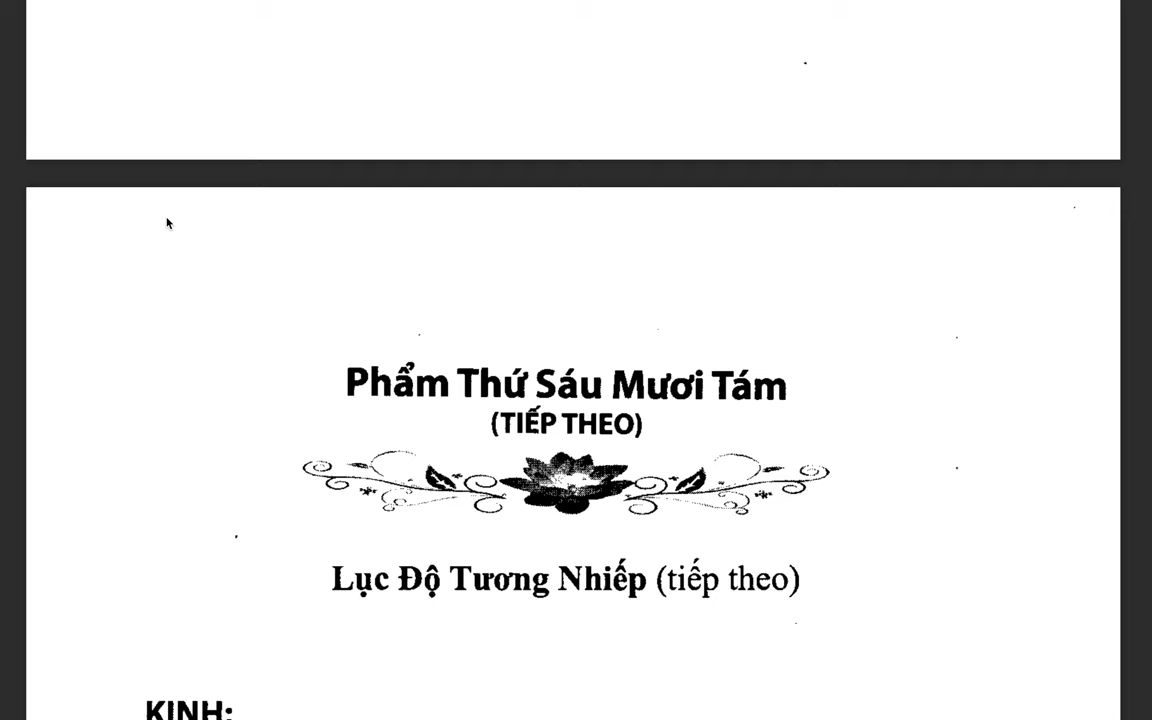 Phẩm Thứ Sáu Mươi Tám
(TIẾP THEO)
Lục Độ Tương Nhiếp (tiếp theo)
KINH: